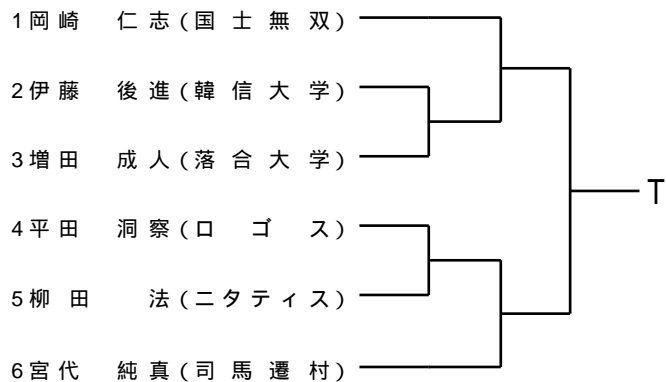 1岡崎 仁志(国士無双)
2伊藤 後進(韓信大学)
3増田 成人(落合大学)
T
4平田 洞察(ロゴス)
5柳田 法(ニタティス)
6宮代 純真(司馬遷村)